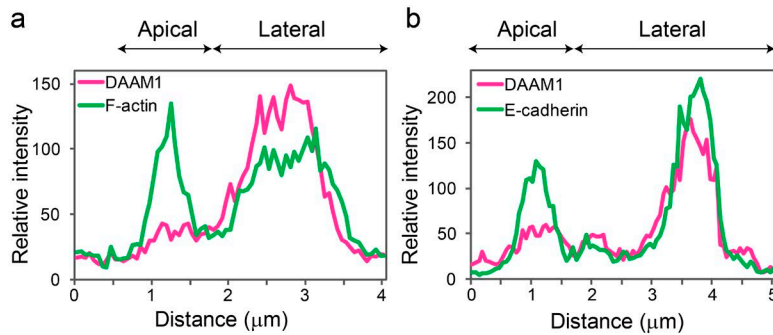 a
Apical
Lateral
DAAM1
F-actin
Relative intensity
150
100
50
0
0
1
2
3
4
Distance (μm)
b
Apical
Lateral
DAAM1
E-cadherin
Relative intensity
200
150
100
50
0
0
1
2
3
4
5
Distance (μm)